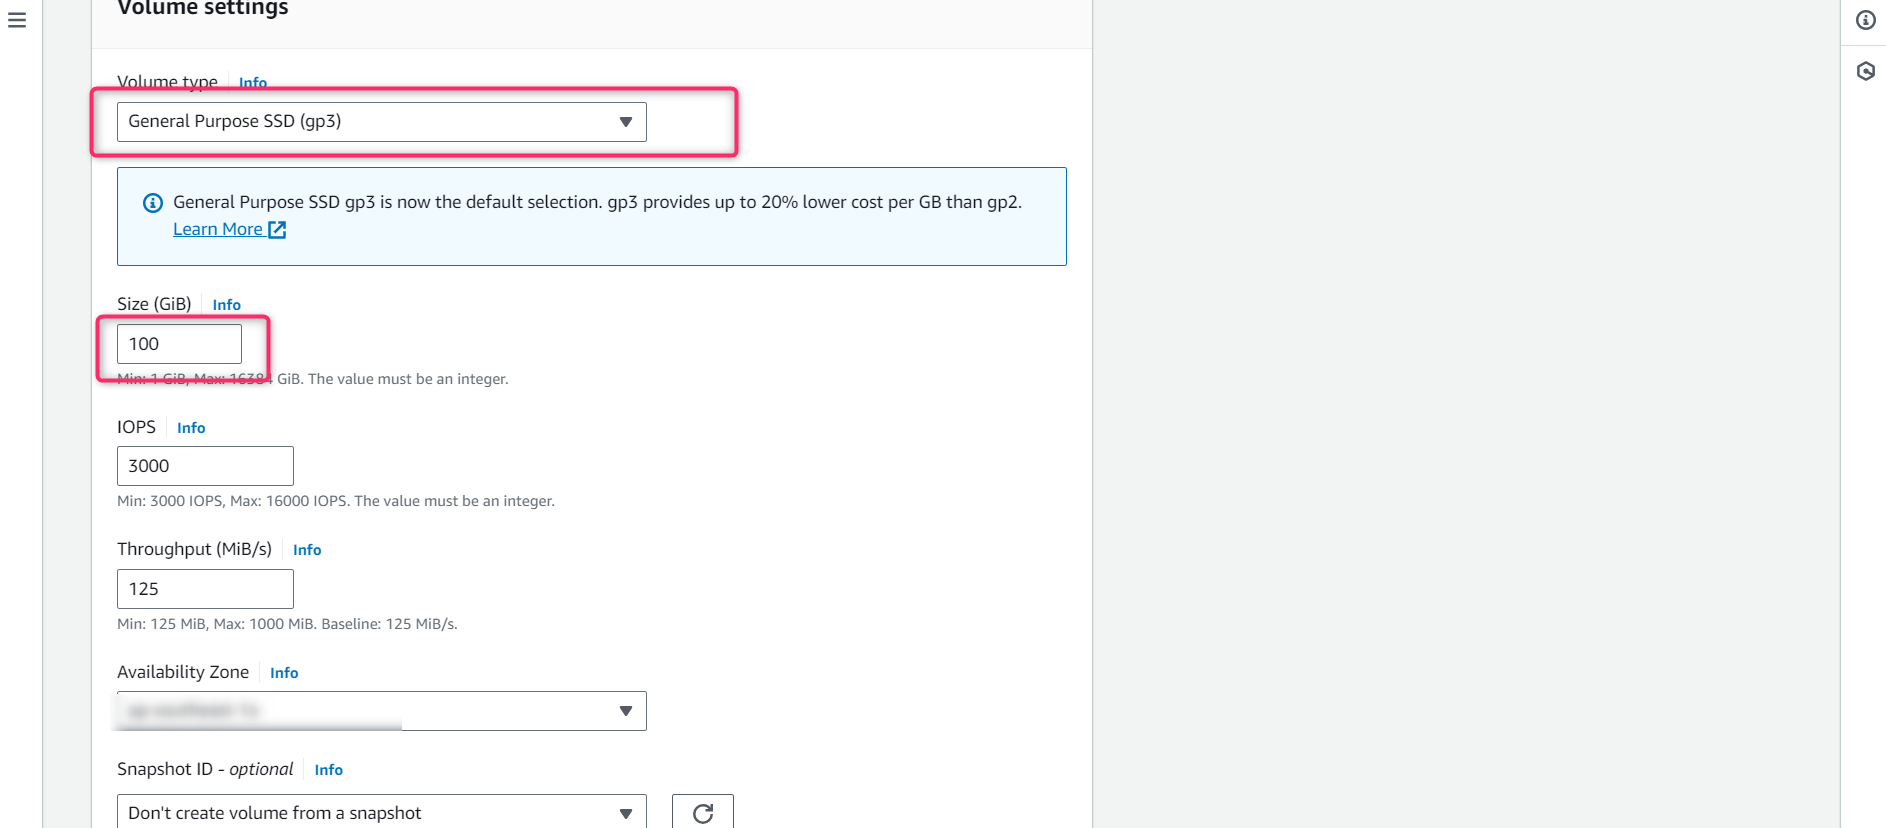 Volume settings
Volume type Info
General Purpose SSD (gp3)
General Purpose SSD gp3 is now the default selection. gp3 provides up to 20% lower cost per GB than gp2.
Learn More
Size (GiB) Info
100
Min: 1 GiB, Max: 16384 GiB. The value must be an integer.
IOPS Info
3000
Min: 3000 IOPS, Max: 16000 IOPS. The value must be an integer.
Throughput (MiB/s) Info
125
Min: 125 MiB, Max: 1000 MiB. Baseline: 125 MiB/s.
Availability Zone Info
Snapshot ID - optional Info
Don't create volume from a snapshot